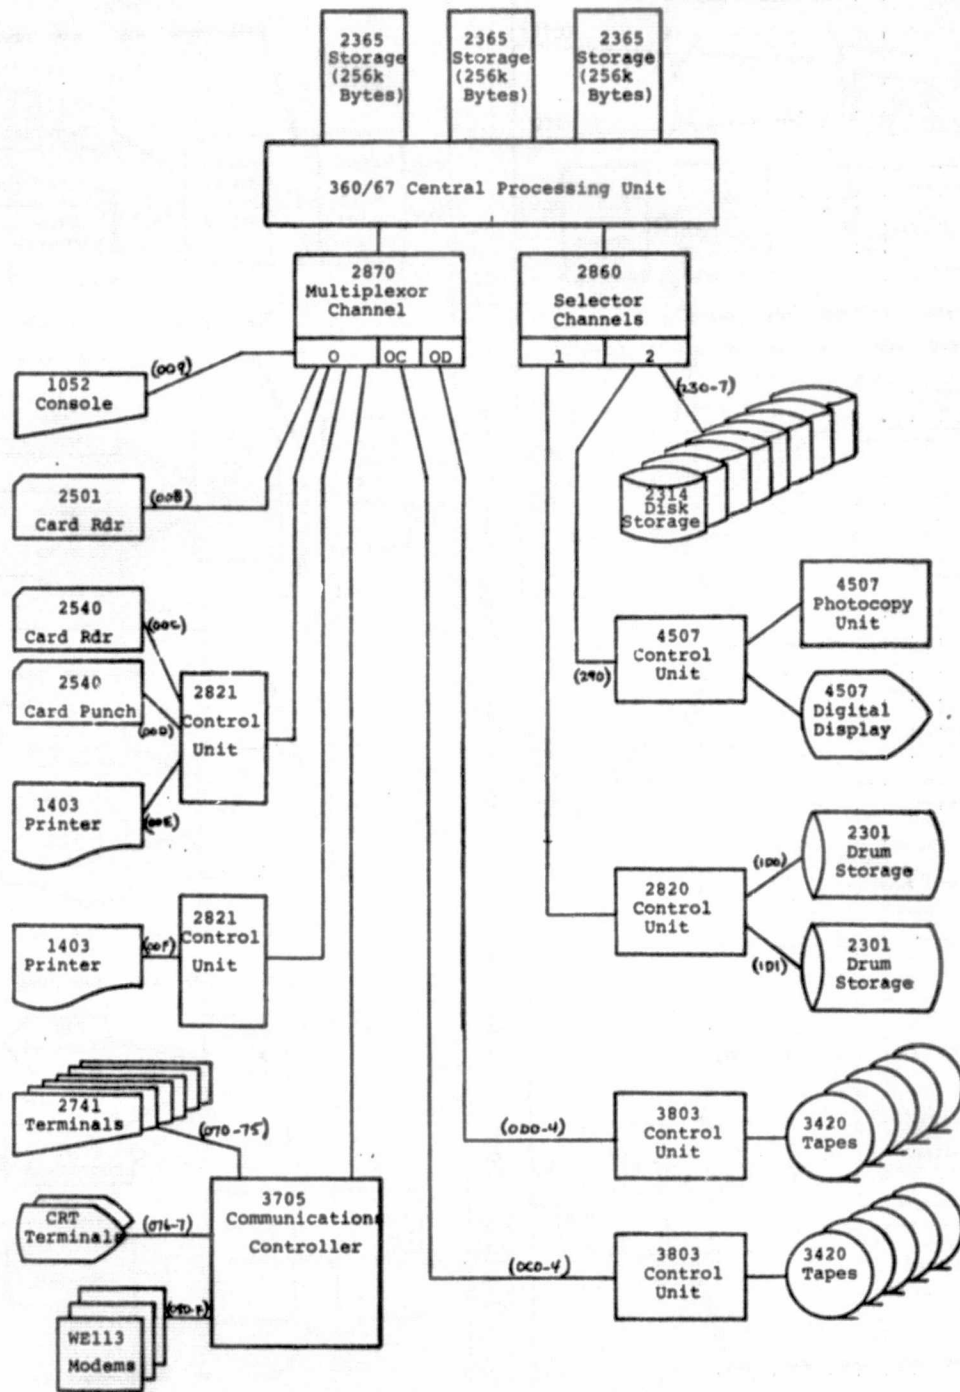 2365
Storage
(256k
Bytes)
2365
Storage
(256k
Bytes)
2365
Storage
(256k
Bytes)
360/67 Central Processing Unit
2870
Multiplexor
Channel
O
OC
OD
2860
Selector
Channels
1
2
(009)
1052
Console
(230-7)
2314
Disk
Storage
2501
Card Rdr
(00B)
2540
Card Rdr
(00C)
2540
Card Punch
(00D)
2821
Control
Unit
1403
Printer
(00E)
4507
Control
Unit
(290)
4507
Photocopy
Unit
4507
Digital
Display
2301
Drum
Storage
(1D0)
2820
Control
Unit
(1D1)
2301
Drum
Storage
1403
Printer
(00F)
2821
Control
Unit
2741
Terminals
(070-75)
3705
Communications
Controller
CRT
Terminals
(076-7)
WE113
Modems
(0D0-4)
3803
Control
Unit
3420
Tapes
(0C0-4)
3803
Control
Unit
3420
Tapes